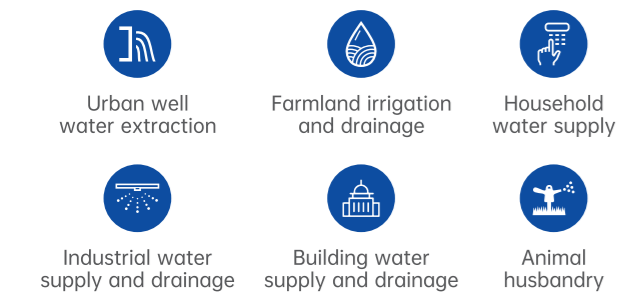 Urban well
water extraction
Farmland irrigation
and drainage
Household
water supply
Industrial water
supply and drainage
Building water
supply and drainage
Animal
husbandry